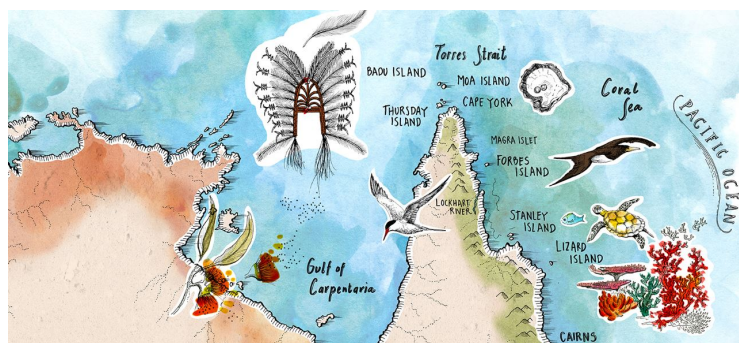 Torres Strait
BADU ISLAND
MOA ISLAND
CAPE YORK
THURSDAY
ISLAND
Coral
Sea
PACIFIC OCEAN
MAGRA ISLET
FORBES
ISLAND
LOCKHART
RIVER
STANLEY
ISLAND
LIZARD
ISLAND
Gulf of
Carpentaria
CAIRNS